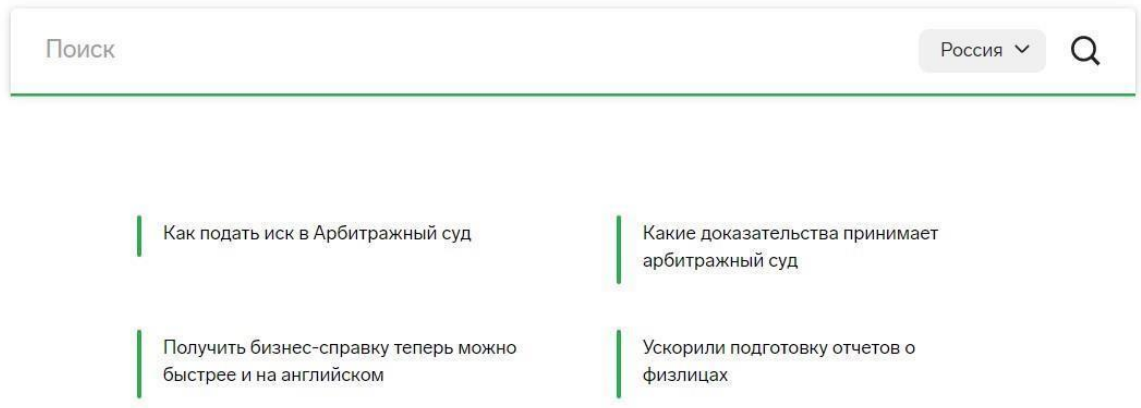 Поиск
Россия
Как подать иск в Арбитражный суд
Какие доказательства принимает
арбитражный суд
Получить бизнес-справку теперь можно
быстрее и на английском
Ускорили подготовку отчетов о
физлицах